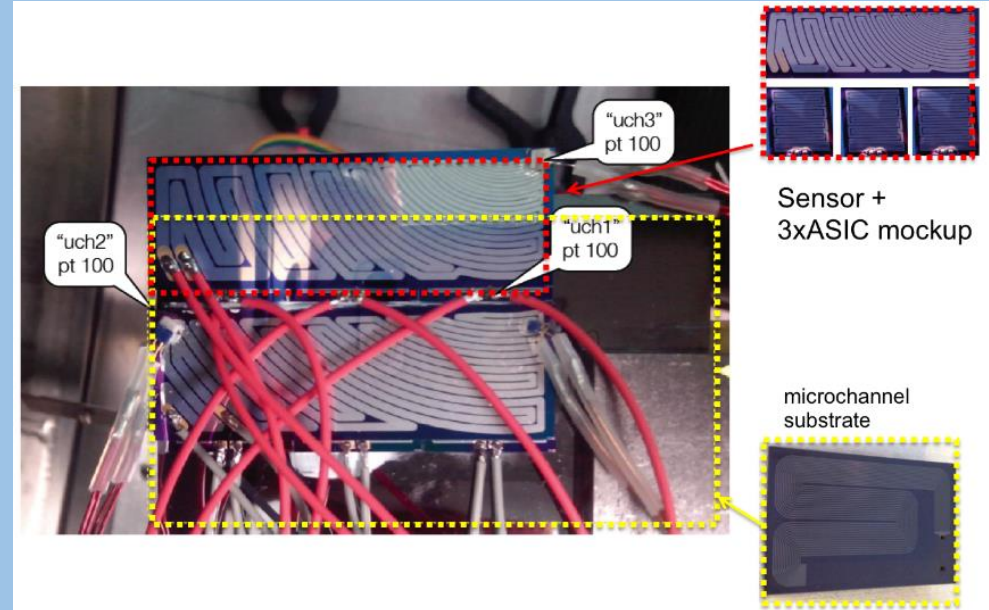 "uch3"
pt 100
"uch2"
pt 100
"uch1"
pt 100
Sensor +
3xASIC mockup
microchannel
substrate